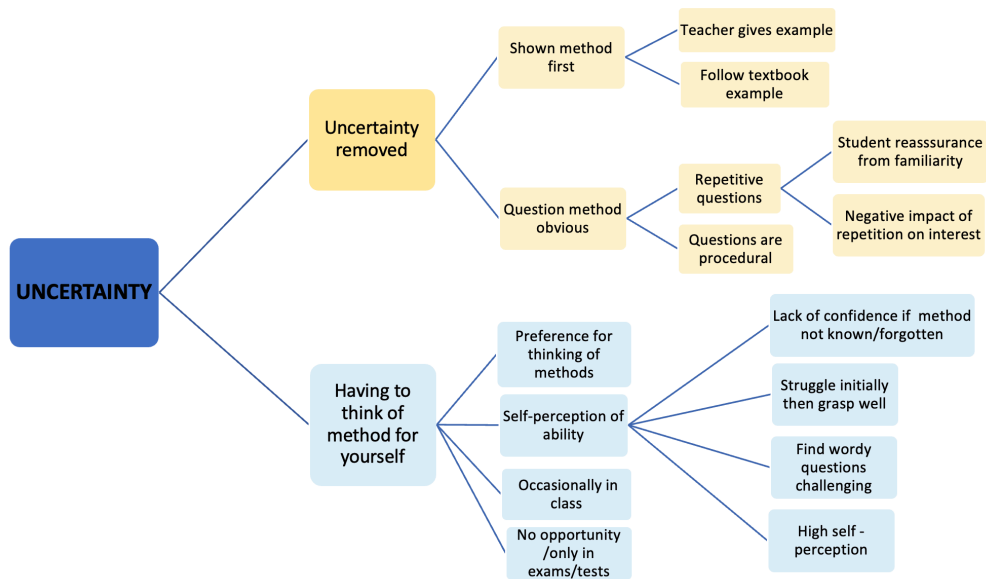 UNCERTAINTY
Uncertainty
removed
Shown method
first
Teacher gives example
Follow textbook
example
Question method
obvious
Repetitive
questions
Student reasssurance
from familiarity
Negative impact of
repetition on interest
Questions are
procedural
Having to
think of
method for
yourself
Preference for
thinking of
methods
Self-perception of
ability
Lack of confidence if  method
not known/forgotten
Struggle initially
then grasp well
Find wordy
questions
challenging
High self -
perception
Occasionally in
class
No opportunity
/only in
exams/tests